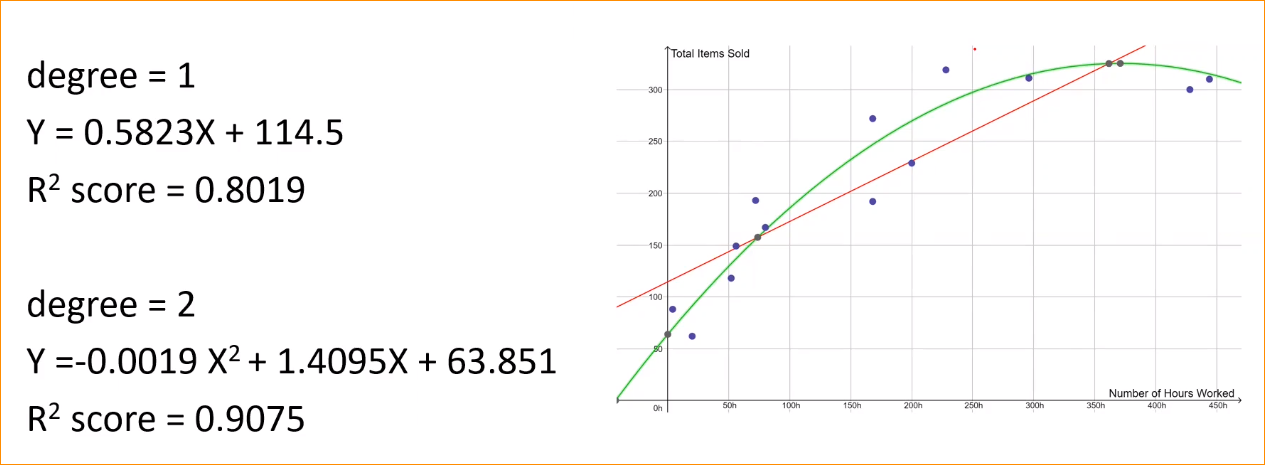 degree = 1
Y = 0.5823X + 114.5
R² score = 0.8019
degree = 2
Y =-0.0019 X² + 1.4095X + 63.851
R² score = 0.9075
Total Items Sold
300
250
200
150
100
50
Number of Hours Worked
0h 50h 100h 150h 200h 250h 300h 350h 400h 450h